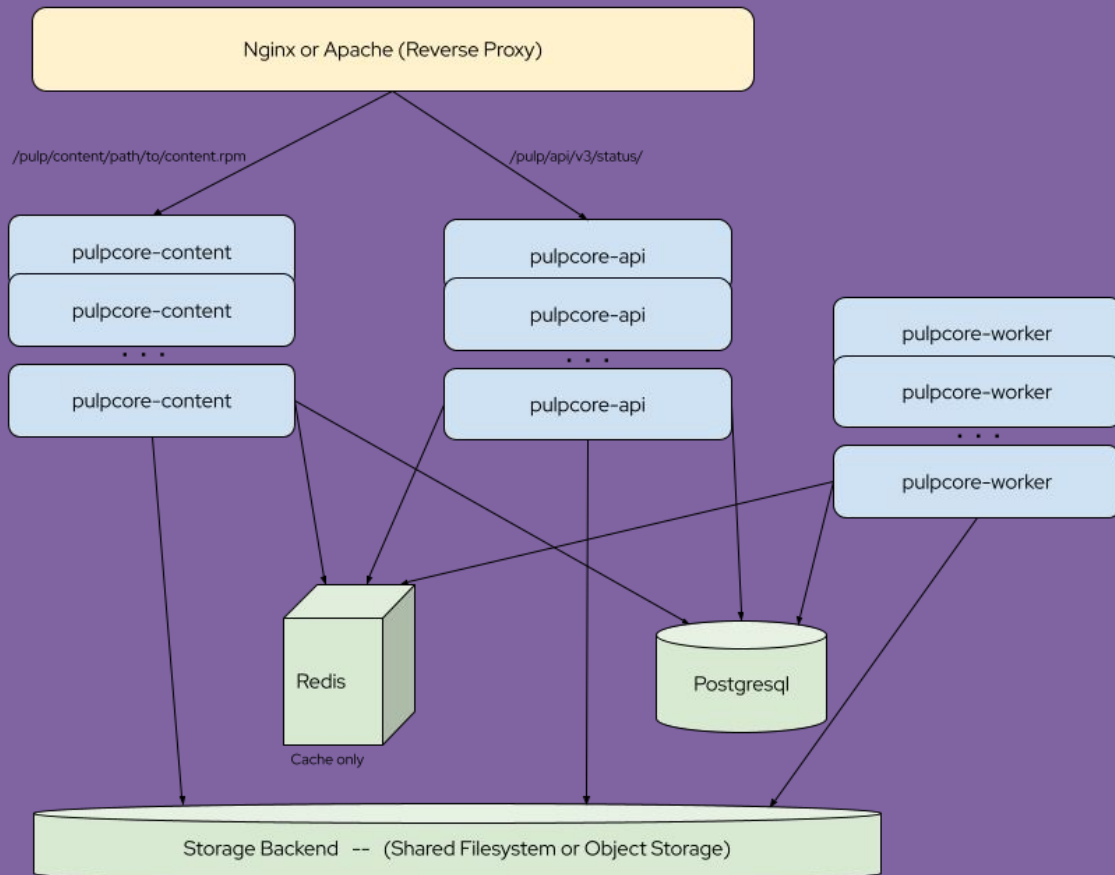 Nginx or Apache (Reverse Proxy)
/pulp/content/path/to/content.rpm
/pulp/api/v3/status/
pulpcore-content
pulpcore-content
. . .
pulpcore-content
pulpcore-api
pulpcore-api
. . .
pulpcore-api
pulpcore-worker
pulpcore-worker
. . .
pulpcore-worker
Redis
Cache only
Postgresql
Storage Backend -- (Shared Filesystem or Object Storage)